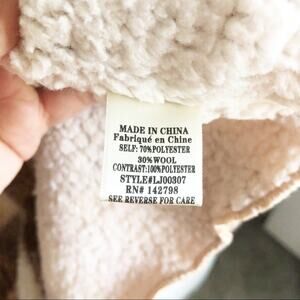 MADE IN CHINA
Fabriqué en Chine
SELF: 70%POLYESTER
30%WOOL
CONTRAST:100%POLYESTER
STYLE#LJ00307
RN# 142798
SEE REVERSE FOR CARE